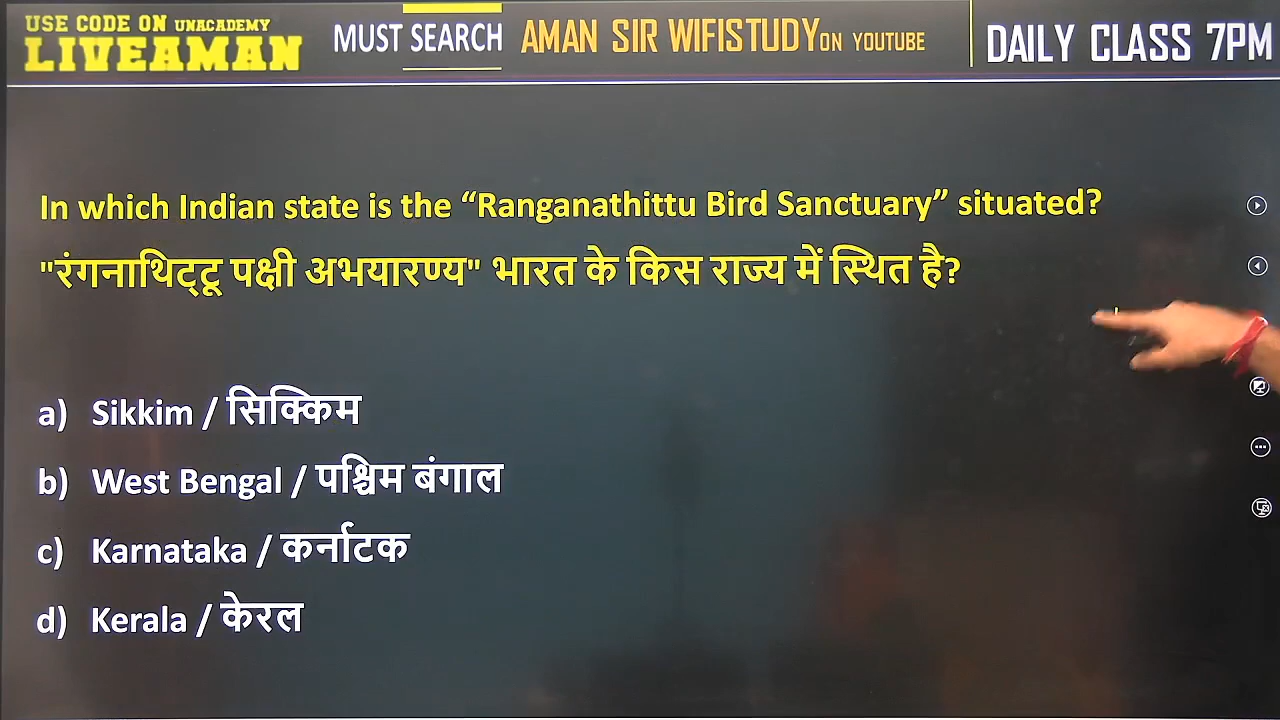 USE CODE ON UNACADEMY
LIVEAMAN
MUST SEARCH AMAN SIR WIFISTUDY ON YOUTUBE
DAILY CLASS 7PM
In which Indian state is the “Ranganathittu Bird Sanctuary” situated?
"रंगनाथिट्टू पक्षी अभयारण्य" भारत के किस राज्य में स्थित है?
a) Sikkim / सिक्किम
b) West Bengal / पश्चिम बंगाल
c) Karnataka / कर्नाटक
d) Kerala / केरल